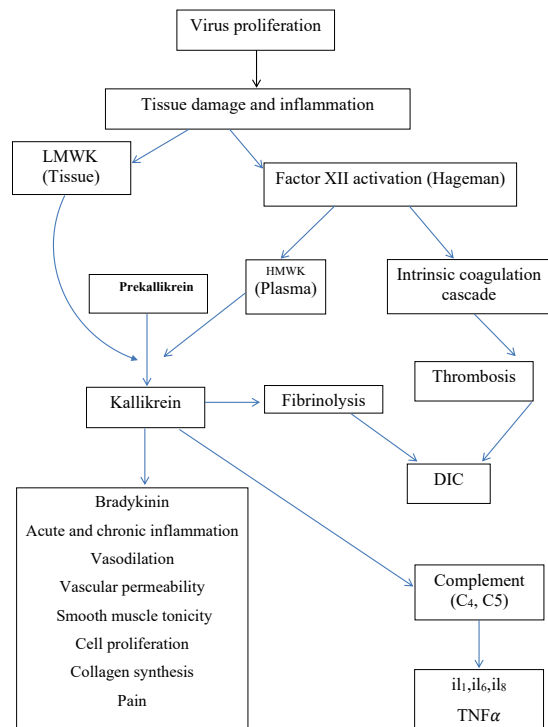 Virus proliferation
Tissue damage and inflammation
LMWK
(Tissue)
Factor XII activation (Hageman)
Prekallikrein
HMWK
(Plasma)
Intrinsic coagulation
cascade
Thrombosis
Kallikrein
Fibrinolysis
DIC
Bradykinin
Acute and chronic inflammation
Vasodilation
Vascular permeability
Smooth muscle tonicity
Cell proliferation
Collagen synthesis
Pain
Complement
(C₄, C5)
il₁,il₆,il₈
TNFα